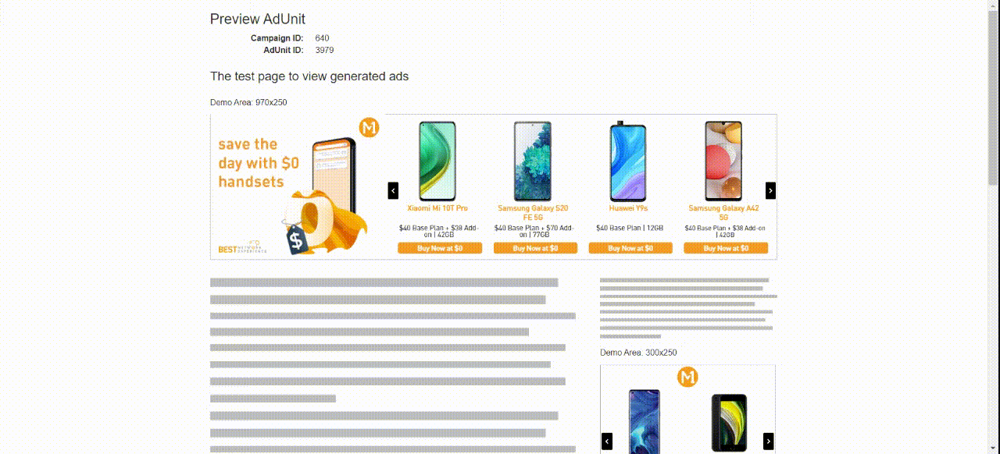 Preview AdUnit
Campaign ID: 640
AdUnit ID: 3979
The test page to view generated ads
Demo Area: 970x250
M1
save the
day with $0
handsets
$
BEST NETWORK
EXPERIENCE
Xiaomi Mi 10T Pro
$40 Base Plan + $38 Add-
on | 42GB
Buy Now at $0
Samsung Galaxy S20
FE 5G
$40 Base Plan + $70 Add-
on | 77GB
Buy Now at $0
Huawei Y9s
$40 Base Plan | 12GB
Buy Now at $0
Samsung Galaxy A42
5G
$40 Base Plan + $38 Add-on
| 42GB
Buy Now at $0
Demo Area: 300x250
M1